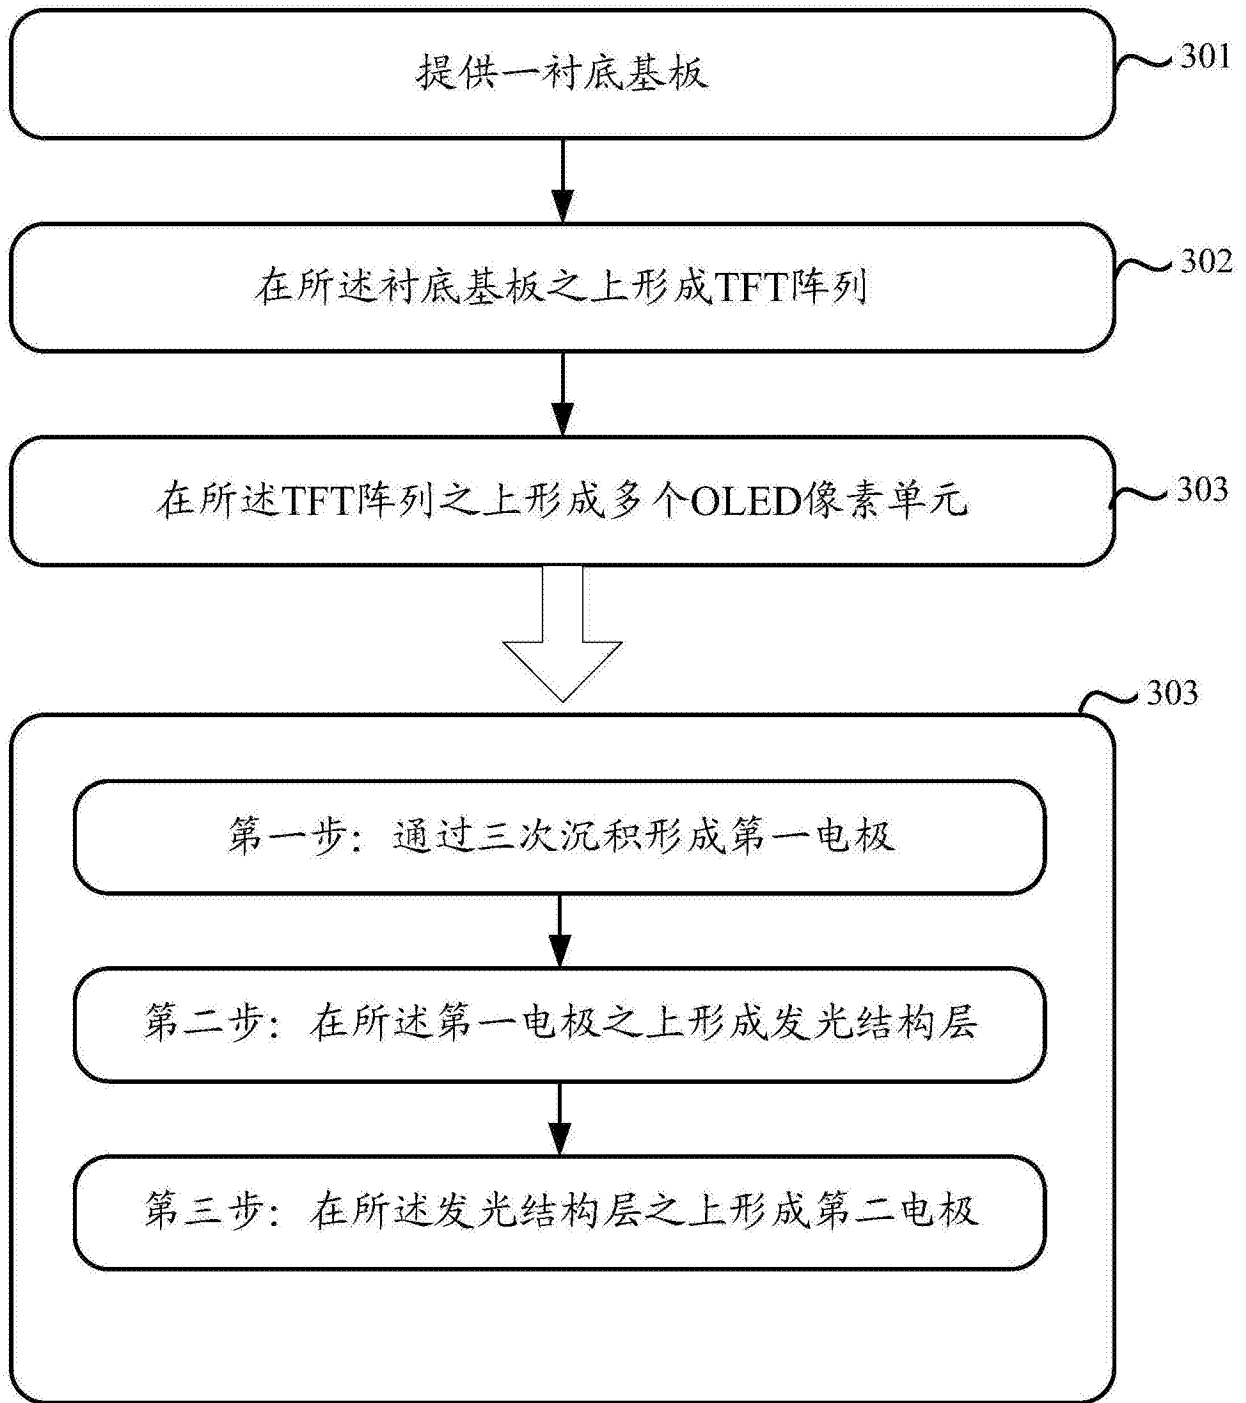 提供一衬底基板
301
在所述衬底基板之上形成TFT阵列
302
在所述TFT阵列之上形成多个OLED像素单元
303
303
第一步：通过三次沉积形成第一电极
第二步：在所述第一电极之上形成发光结构层
第三步：在所述发光结构层之上形成第二电极